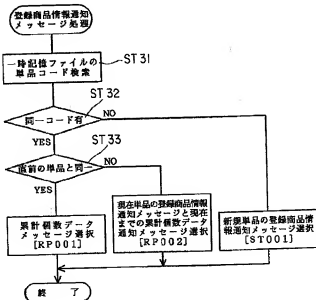 登録商品情報通知
メッセージ処理
一時記憶ファイルの
単品コード検索
ST31
ST32
同一コード有
NO
YES
ST33
直前の単品と同一
NO
YES
累計個数データ
メッセージ選択
[RP001]
現在単品の登録商品情報
通知メッセージと現在
までの累計個数データ
通知メッセージ選択
[RP002]
新規単品の登録商品情
報通知メッセージ選択
[ST001]
終 了